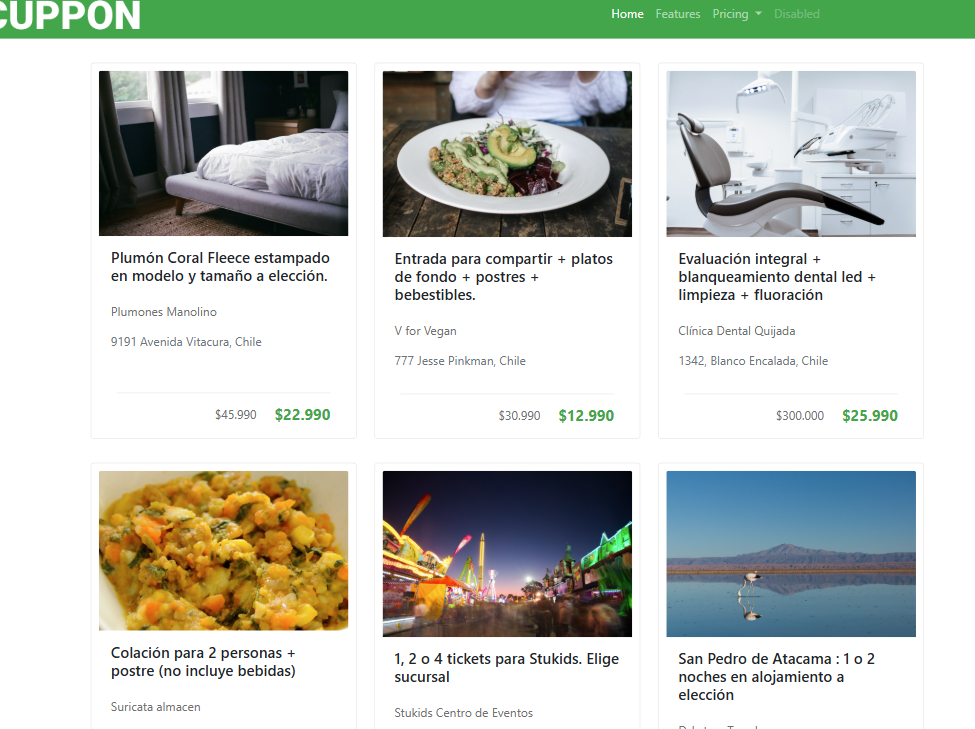 CUPPON
Home Features Pricing Disabled
Plumón Coral Fleece estampado
en modelo y tamaño a elección.
Plumones Manolino
9191 Avenida Vitacura, Chile
$45.990 $22.990
Entrada para compartir + platos
de fondo + postres +
bebestibles.
V for Vegan
777 Jesse Pinkman, Chile
$30.990 $12.990
Evaluación integral +
blanqueamiento dental led +
limpieza + fluoración
Clínica Dental Quijada
1342, Blanco Encalada, Chile
$300.000 $25.990
Colación para 2 personas +
postre (no incluye bebidas)
Suricata almacen
1, 2 o 4 tickets para Stukids. Elige
sucursal
Stukids Centro de Eventos
San Pedro de Atacama : 1 o 2
noches en alojamiento a
elección